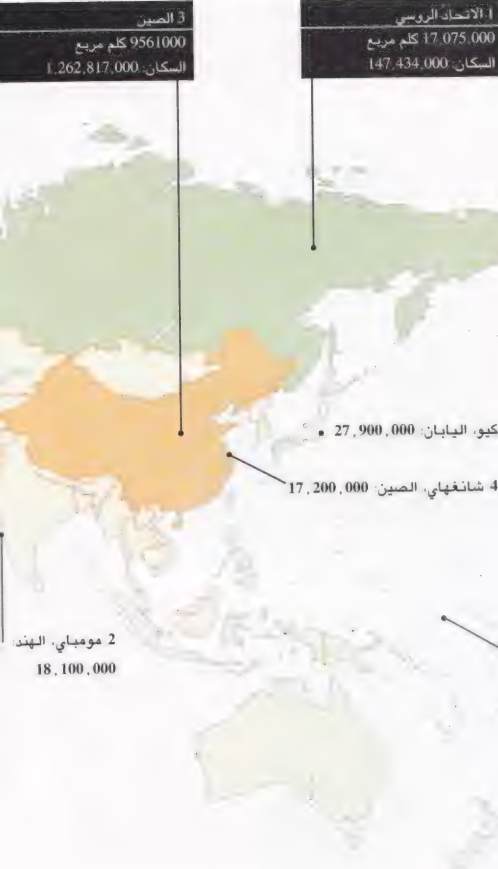 1 الاتحاد الروسي
17.075.000 كلم مربع
السكان: 147.434.000
3 الصين
9561000 كلم مربع
السكان: 1.262.817.000
كيو، اليابان: 27,900,000
4 شانغهاي، الصين: 17,200,000
2 مومباي، الهند:
18,100,000